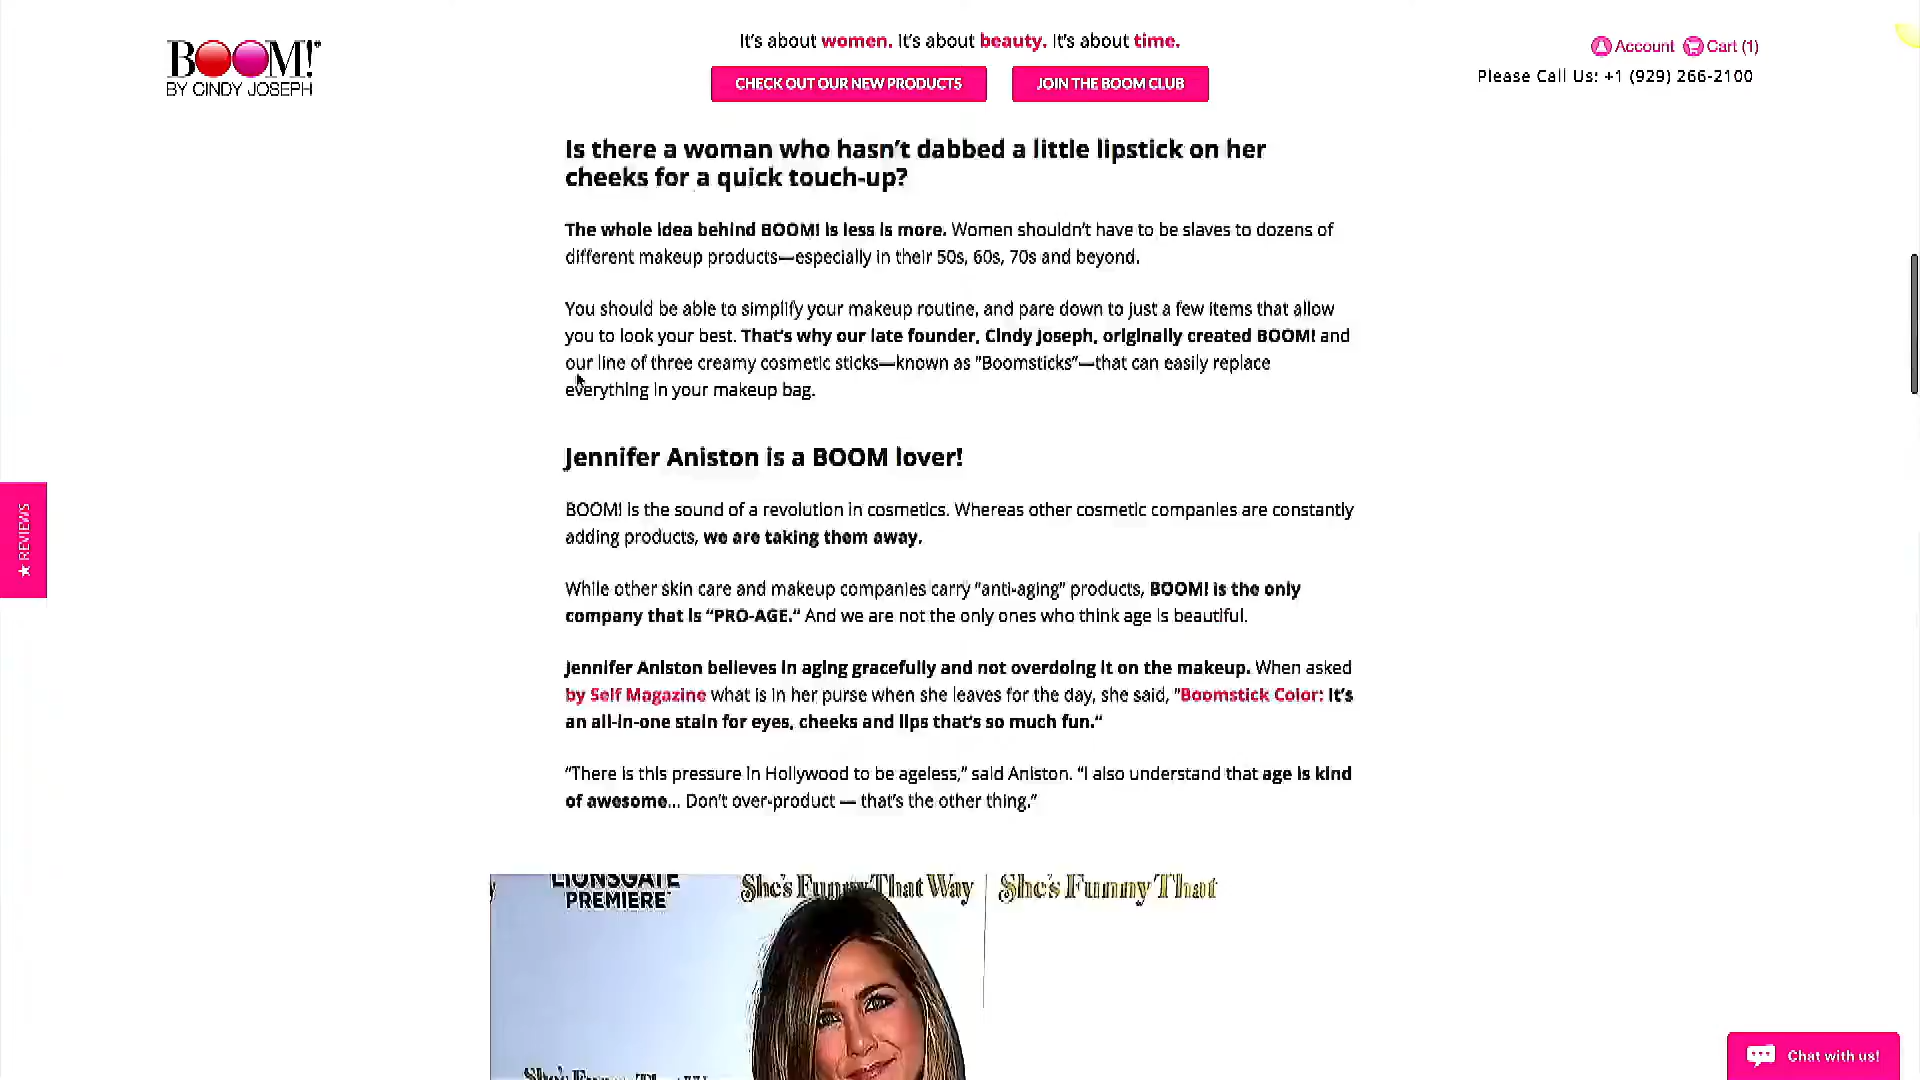 BOOM!
BY CINDY JOSEPH
It's about women. It's about beauty. It's about time.
CHECK OUT OUR NEW PRODUCTS
JOIN THE BOOM CLUB
Account
Cart (1)
Please Call Us: +1 (929) 266-2100
Is there a woman who hasn't dabbed a little lipstick on her
cheeks for a quick touch-up?
The whole idea behind BOOM! is less is more. Women shouldn't have to be slaves to dozens of
different makeup products—especially in their 50s, 60s, 70s and beyond.
You should be able to simplify your makeup routine, and pare down to just a few items that allow
you to look your best. That's why our late founder, Cindy Joseph, originally created BOOM! and
our line of three creamy cosmetic sticks—known as "Boomsticks"—that can easily replace
everything in your makeup bag.
Jennifer Aniston is a BOOM lover!
BOOM! is the sound of a revolution in cosmetics. Whereas other cosmetic companies are constantly
adding products, we are taking them away.
While other skin care and makeup companies carry "anti-aging" products, BOOM! is the only
company that is "PRO-AGE." And we are not the only ones who think age is beautiful.
Jennifer Aniston believes in aging gracefully and not overdoing it on the makeup. When asked
by Self Magazine what is in her purse when she leaves for the day, she said, "Boomstick Color: It's
an all-in-one stain for eyes, cheeks and lips that's so much fun."
"There is this pressure in Hollywood to be ageless," said Aniston. "I also understand that age is kind
of awesome... Don't over-product — that's the other thing."
★ REVIEWS
LIONSGATE
PREMIERE
She's Funny That Way
She's Funny That
She's Funny That W
Chat with us!